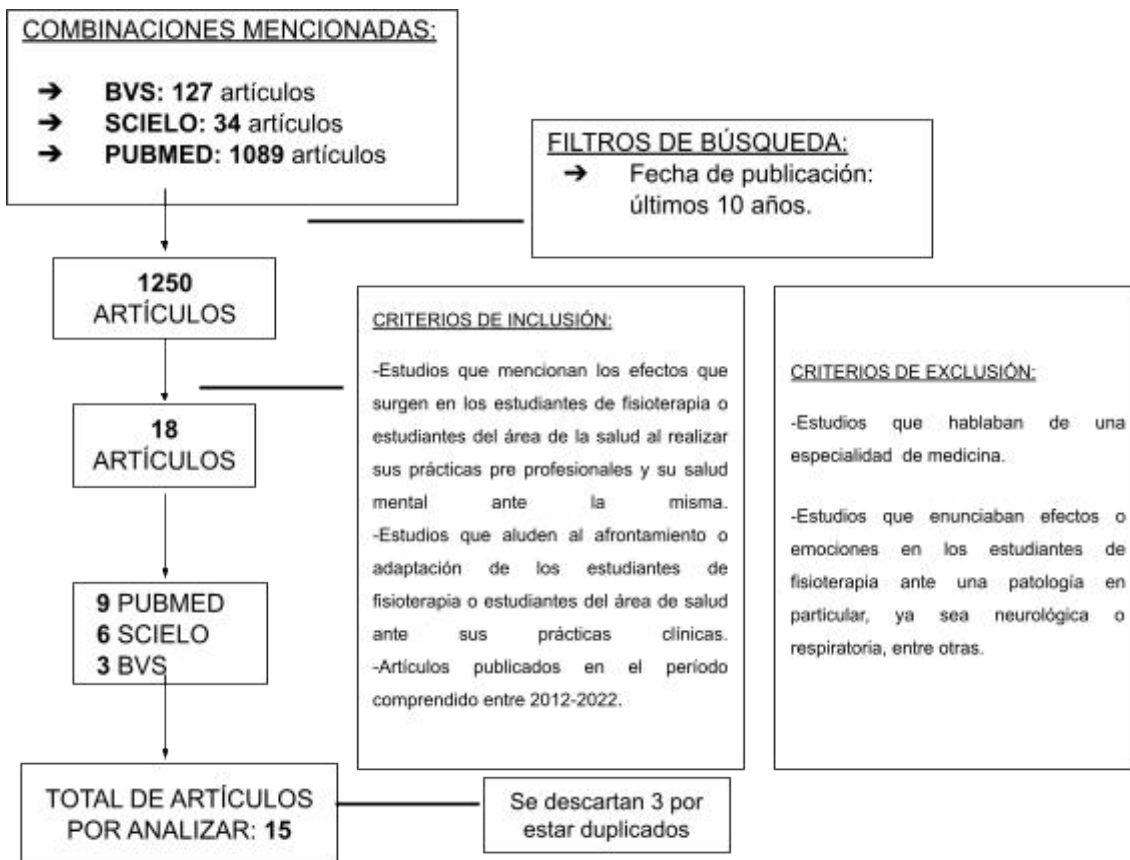 COMBINACIONES MENCIONADAS:
➔ BVS: 127 artículos
➔ SCIELO: 34 artículos
➔ PUBMED: 1089 artículos
FILTROS DE BÚSQUEDA:
➔ Fecha de publicación:
últimos 10 años.
1250
ARTÍCULOS
CRITERIOS DE INCLUSIÓN:
-Estudios que mencionan los efectos que
surgen en los estudiantes de fisioterapia o
estudiantes del área de la salud al realizar
sus prácticas pre profesionales y su salud
mental ante la misma.
-Estudios que aluden al afrontamiento o
adaptación de los estudiantes de
fisioterapia o estudiantes del área de salud
ante sus prácticas clínicas.
-Artículos publicados en el período
comprendido entre 2012-2022.
CRITERIOS DE EXCLUSIÓN:
-Estudios que hablaban de una
especialidad de medicina.
-Estudios que enunciaban efectos o
emociones en los estudiantes de
fisioterapia ante una patología en
particular, ya sea neurológica o
respiratoria, entre otras.
18
ARTÍCULOS
9 PUBMED
6 SCIELO
3 BVS
TOTAL DE ARTÍCULOS
POR ANALIZAR: 15
Se descartan 3 por
estar duplicados